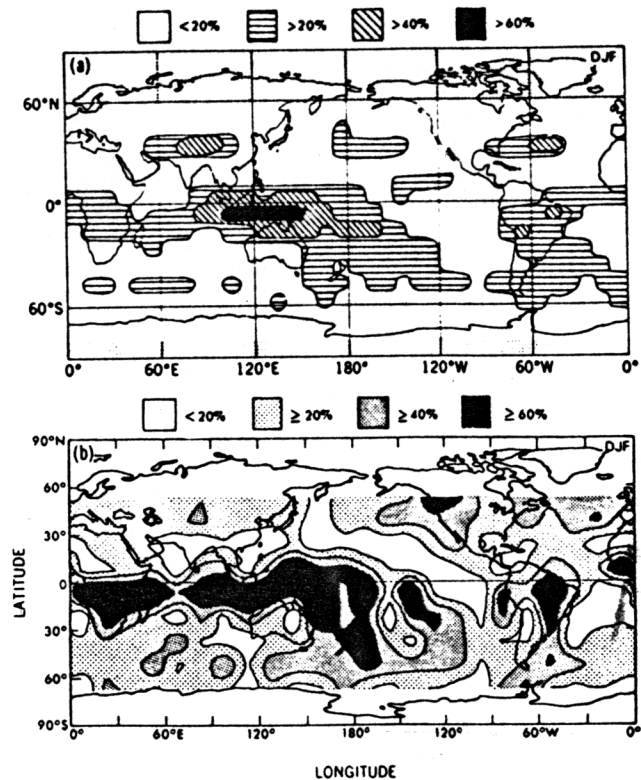 <20% >20% >40% >60%
(a) DJF
60°N
0°
60°S
0° 60°E 120°E 180° 120°W 60°W 0°
<20% ≥ 20% ≥ 40% ≥ 60%
90°N
(b) DJF
60°
30°
0
30°
60°
90°S
0° 60°E 120° 180° 120° 60°W 0°
LATITUDE
LONGITUDE